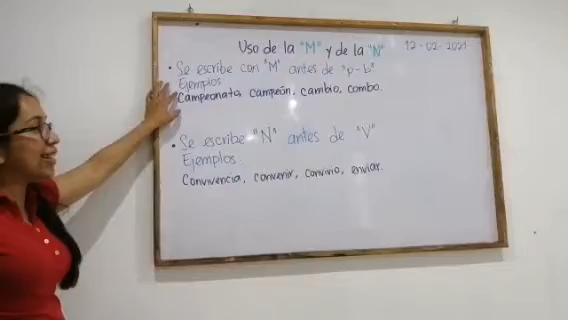 Uso de la "M" y de la "N" 12-02-2021
• Se escribe con "M" antes de "p-b"
Ejemplos
Campeonato, campeón, cambio, combo.
• Se escribe "N" antes de "V"
Ejemplos.
Convivencia, convenir, convino, enviar.